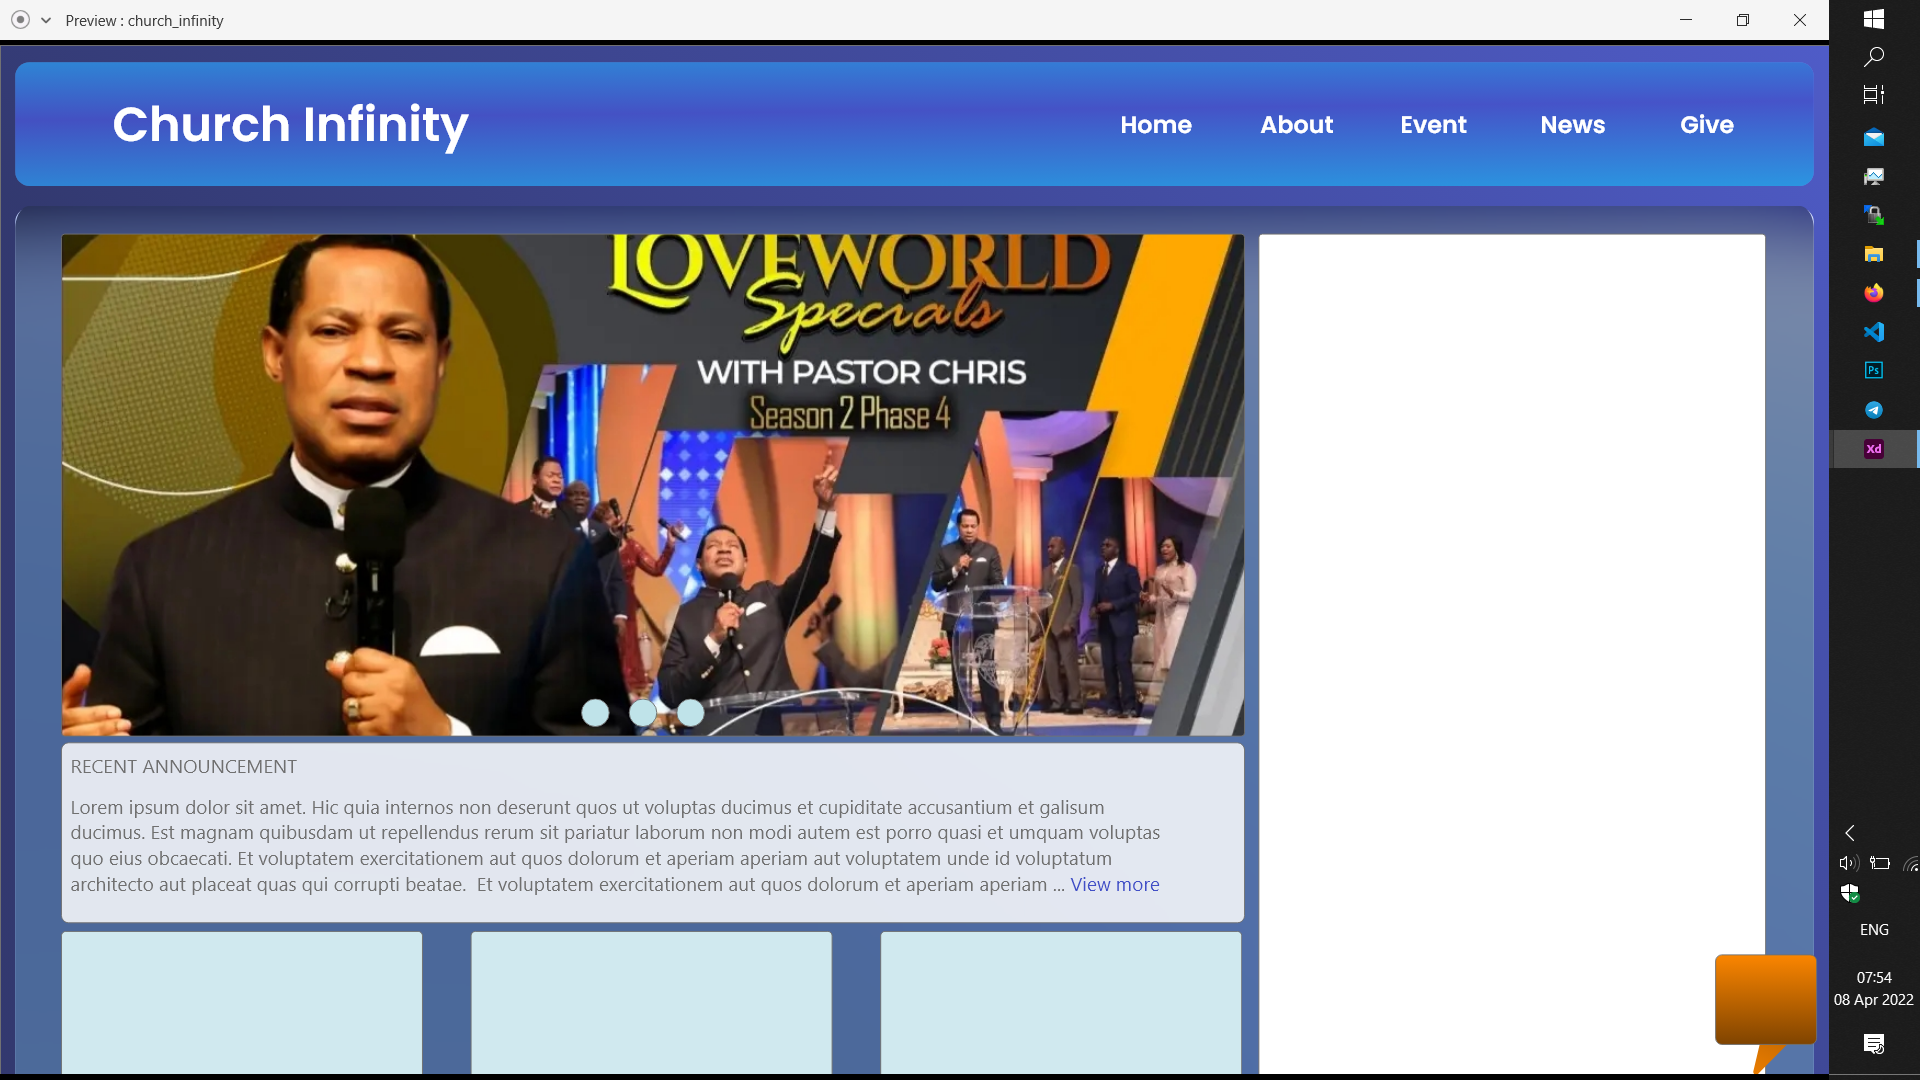 Preview : church_infinity
Church Infinity
Home About Event News Give
LOVEWORLD
Specials
WITH PASTOR CHRIS
Season 2 Phase 4
RECENT ANNOUNCEMENT
Lorem ipsum dolor sit amet. Hic quia internos non deserunt quos ut voluptas ducimus et cupiditate accusantium et galisum
ducimus. Est magnam quibusdam ut repellendus rerum sit pariatur laborum non modi autem est porro quasi et umquam voluptas
quo eius obcaecati. Et voluptatem exercitationem aut quos dolorum et aperiam aperiam aut voluptatem unde id voluptatum
architecto aut placeat quas qui corrupti beatae.  Et voluptatem exercitationem aut quos dolorum et aperiam aperiam ... View more
Ps
Xd
ENG
07:54
08 Apr 2022